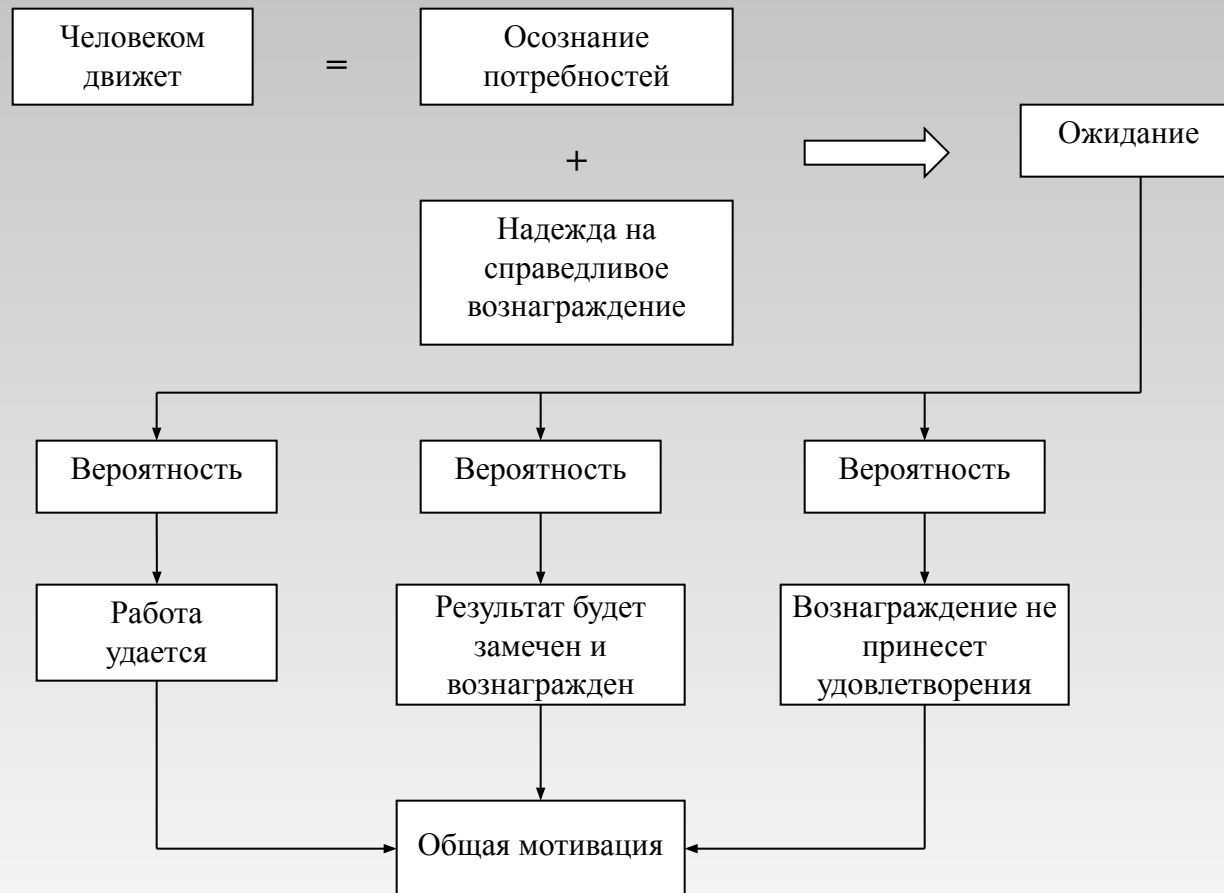 Человеком
движет
=
Осознание
потребностей
+
Ожидание
Надежда на
справедливое
вознаграждение
Вероятность
Вероятность
Вероятность
Работа
удается
Результат будет
замечен и
вознагражден
Вознаграждение не
принесет
удовлетворения
Общая мотивация